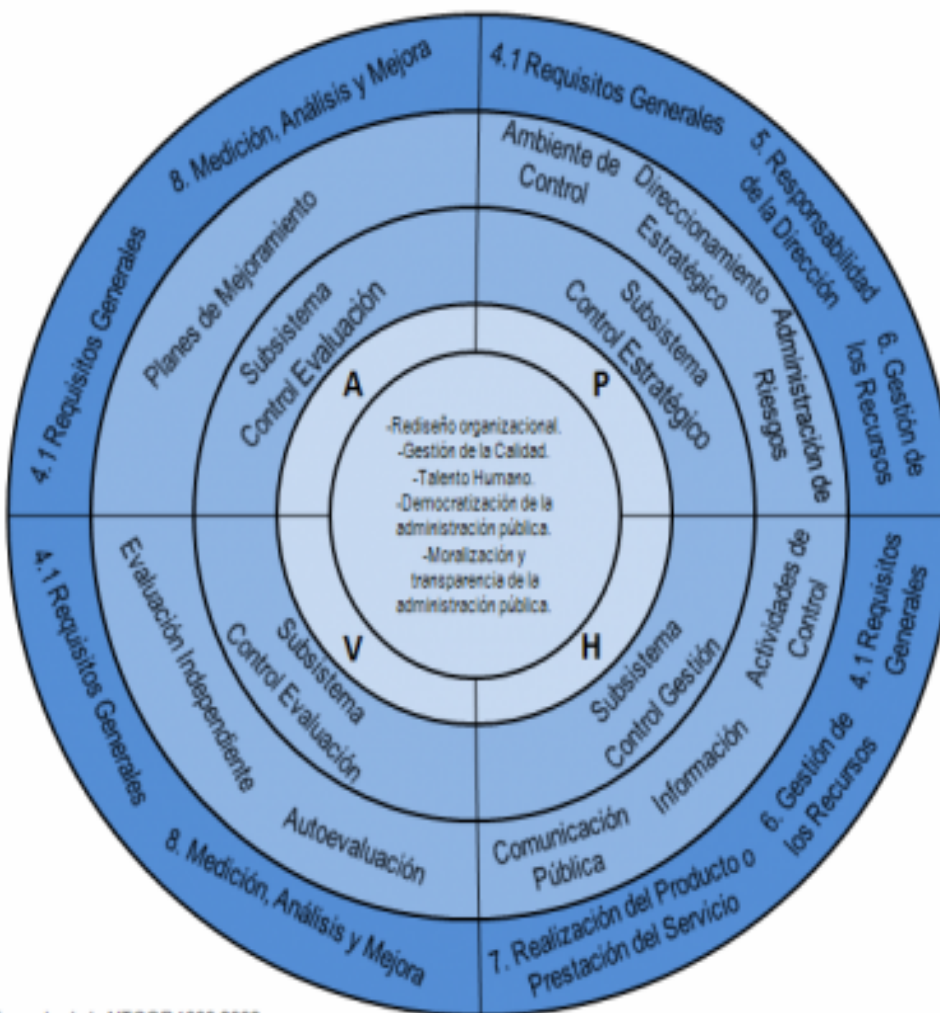 4.1 Requisitos Generales
5. Responsabilidad
de la Dirección
6. Gestión de
los Recursos
Ambiente de
Control
Direccionamiento
Estratégico
Administración de
Riesgos
Subsistema
Control Estratégico
P
4.1 Requisitos
Generales
6. Gestión de
los Recursos
7. Realización del Producto o
Prestación del Servicio
Actividades de
Control
Información
Comunicación
Pública
Subsistema
Control Gestión
H
4.1 Requisitos Generales
8. Medición, Análisis y Mejora
Evaluación Independiente
Autoevaluación
Subsistema
Control Evaluación
V
4.1 Requisitos Generales
8. Medición, Análisis y Mejora
Planes de Mejoramiento
Subsistema
Control Evaluación
A
-Rediseño organizacional.
-Gestión de la Calidad.
-Talento Humano.
-Democratización de la
administración pública.
-Moralización y
transparencia de la
administración pública.